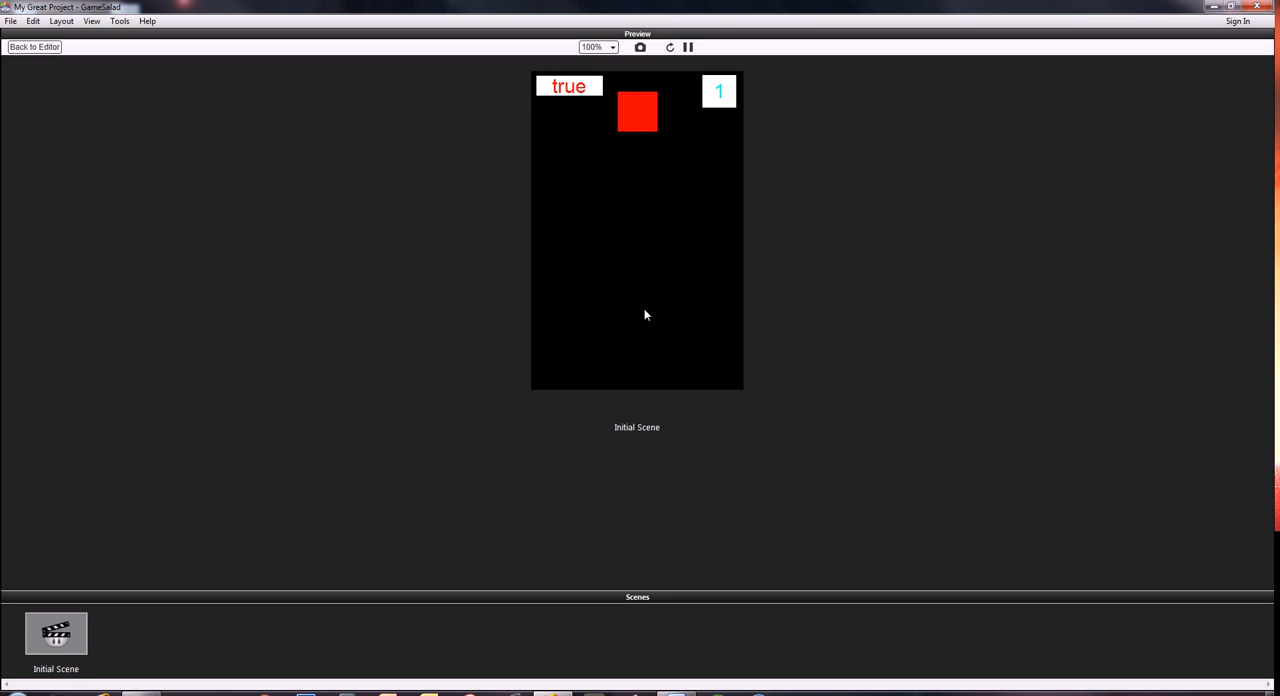 My Great Project - GameSalad
File Edit Layout View Tools Help Sign In
Preview
Back to Editor 100%
true 1
Initial Scene
Scenes
Initial Scene